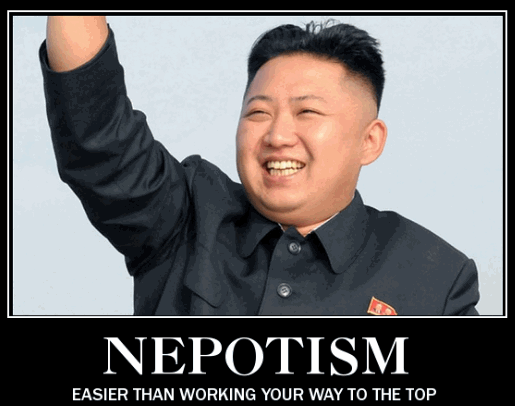 NEPOTISM
EASIER THAN WORKING YOUR WAY TO THE TOP